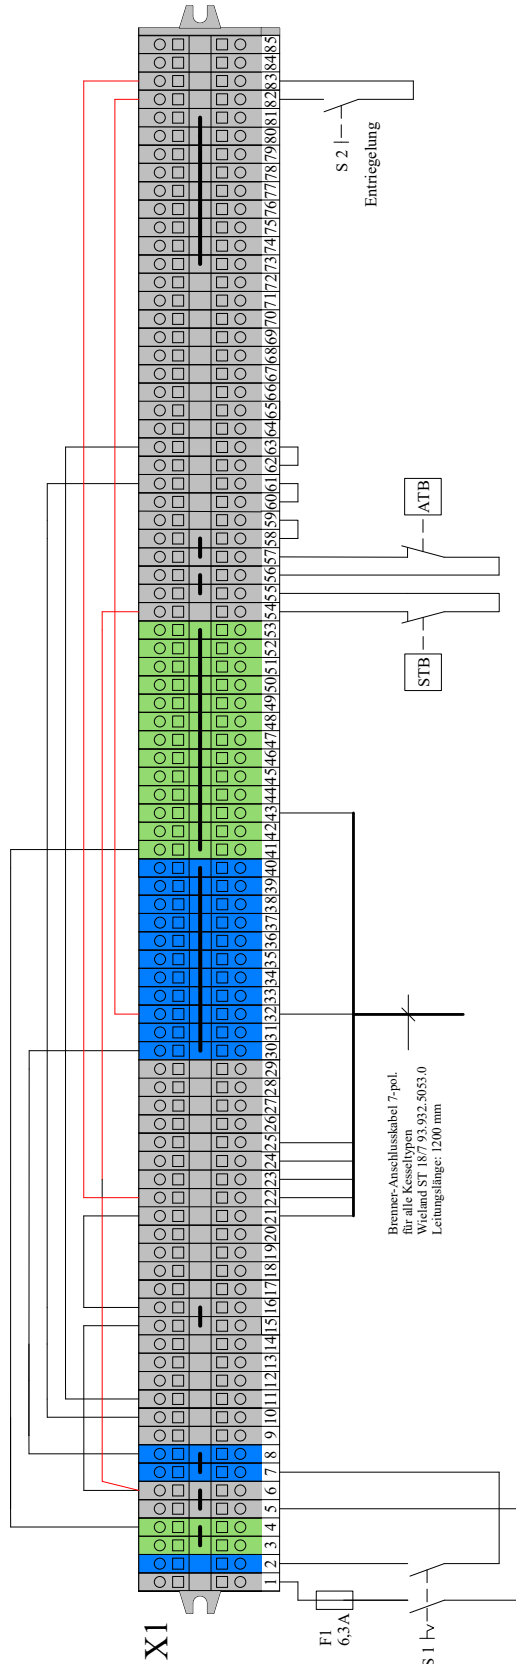 X1
1 2 3 4 5 6 7 8 9 10 11 12 13 14 15 16 17 18 19 20 21 22 23 24 25 26 27 28 29 30 31 32 33 34 35 36 37 38 39 40 41 42 43 44 45 46 47 48 49 50 51 52 53 54 55 56 57 58 59 60 61 62 63 64 65 66 67 68 69 70 71 72 73 74 75 76 77 78 79 80 81 82 83 84 85
F1
6,3A
S 1
Brenner-Anschlusskabel 7-pol.
für alle Kesseltypen
Wieland ST 18/7 93.932.5053.0
Leitungslänge: 1200 mm
STB
ATB
S 2
Entriegelung